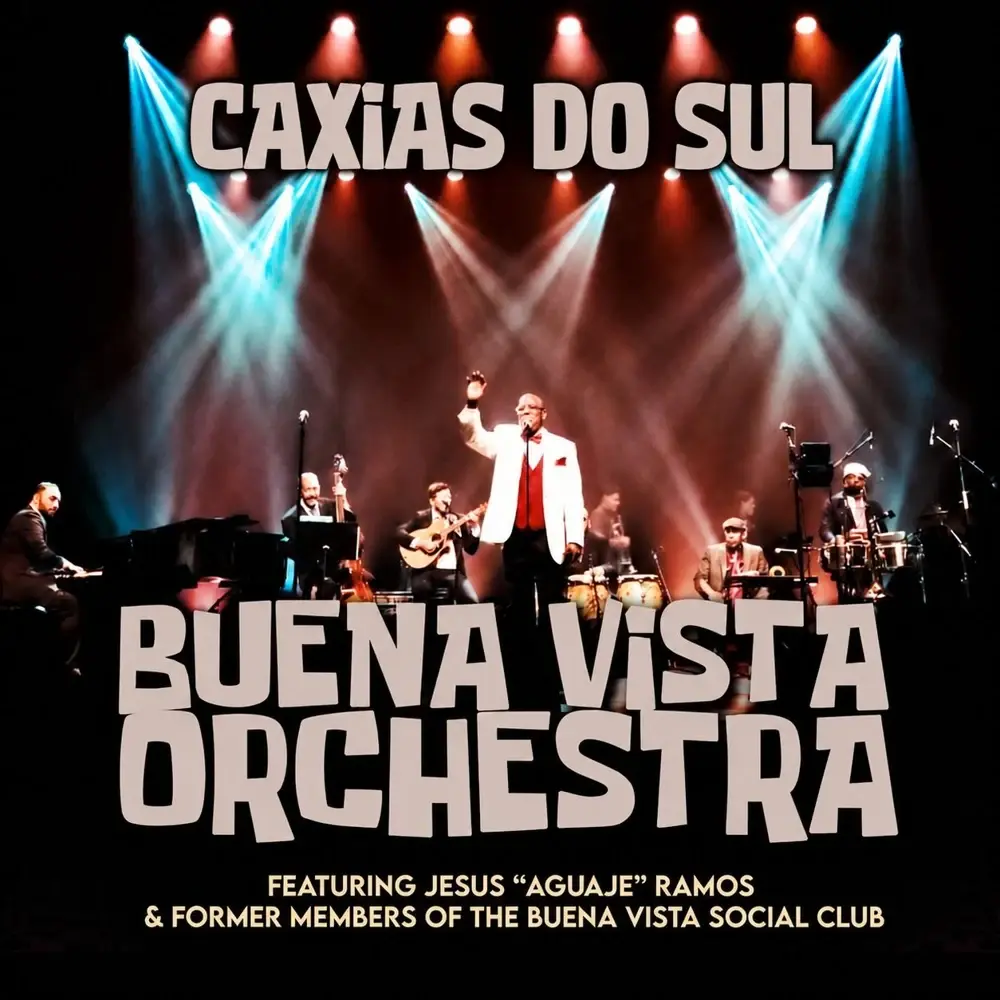 CAXiAS DO SUL
BUENA ViSTA
ORCHESTRA
FEATURING JESUS “AGUAJE” RAMOS
& FORMER MEMBERS OF THE BUENA VISTA SOCIAL CLUB